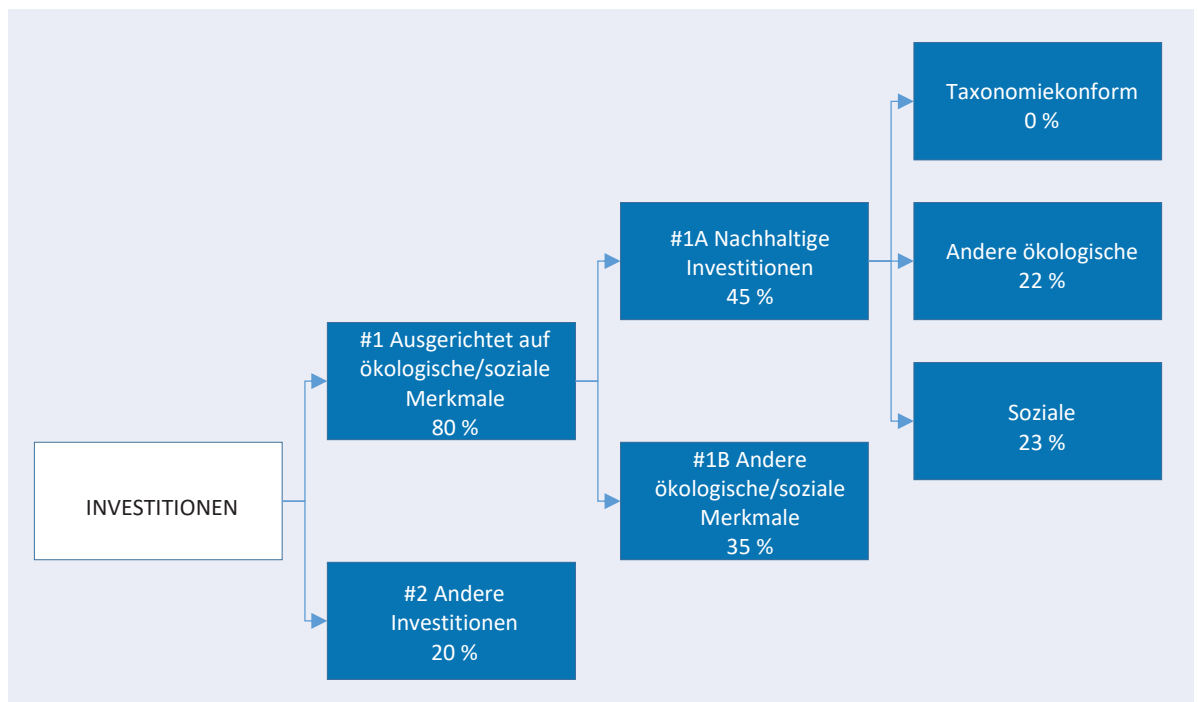 INVESTITIONEN
#1 Ausgerichtet auf
ökologische/soziale
Merkmale
80 %
#2 Andere
Investitionen
20 %
#1A Nachhaltige
Investitionen
45 %
#1B Andere
ökologische/soziale
Merkmale
35 %
Taxonomiekonform
0 %
Andere ökologische
22 %
Soziale
23 %